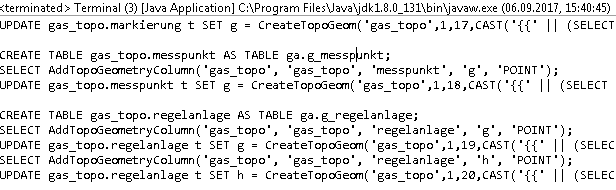 <terminated> Terminal (3) [Java Application] C:\Program Files\Java\jdk1.8.0_131\bin\javaw.exe (06.09.2017, 15:40:45)
UPDATE gas_topo.markierung t SET g = CreateTopoGeom('gas_topo',1,17,CAST('{{' || (SELECT
CREATE TABLE gas_topo.messpunkt AS TABLE ga.g_messpunkt;
SELECT AddTopoGeometryColumn('gas_topo', 'gas_topo', 'messpunkt', 'g', 'POINT');
UPDATE gas_topo.messpunkt t SET g = CreateTopoGeom('gas_topo',1,18,CAST('{{' || (SELECT
CREATE TABLE gas_topo.regelanlage AS TABLE ga.g_regelanlage;
SELECT AddTopoGeometryColumn('gas_topo', 'gas_topo', 'regelanlage', 'g', 'POINT');
UPDATE gas_topo.regelanlage t SET g = CreateTopoGeom('gas_topo',1,19,CAST('{{' || (SELEC
SELECT AddTopoGeometryColumn('gas_topo', 'gas_topo', 'regelanlage', 'h', 'POINT');
UPDATE gas_topo.regelanlage t SET h = CreateTopoGeom('gas_topo',1,20,CAST('{{' || (SELEC